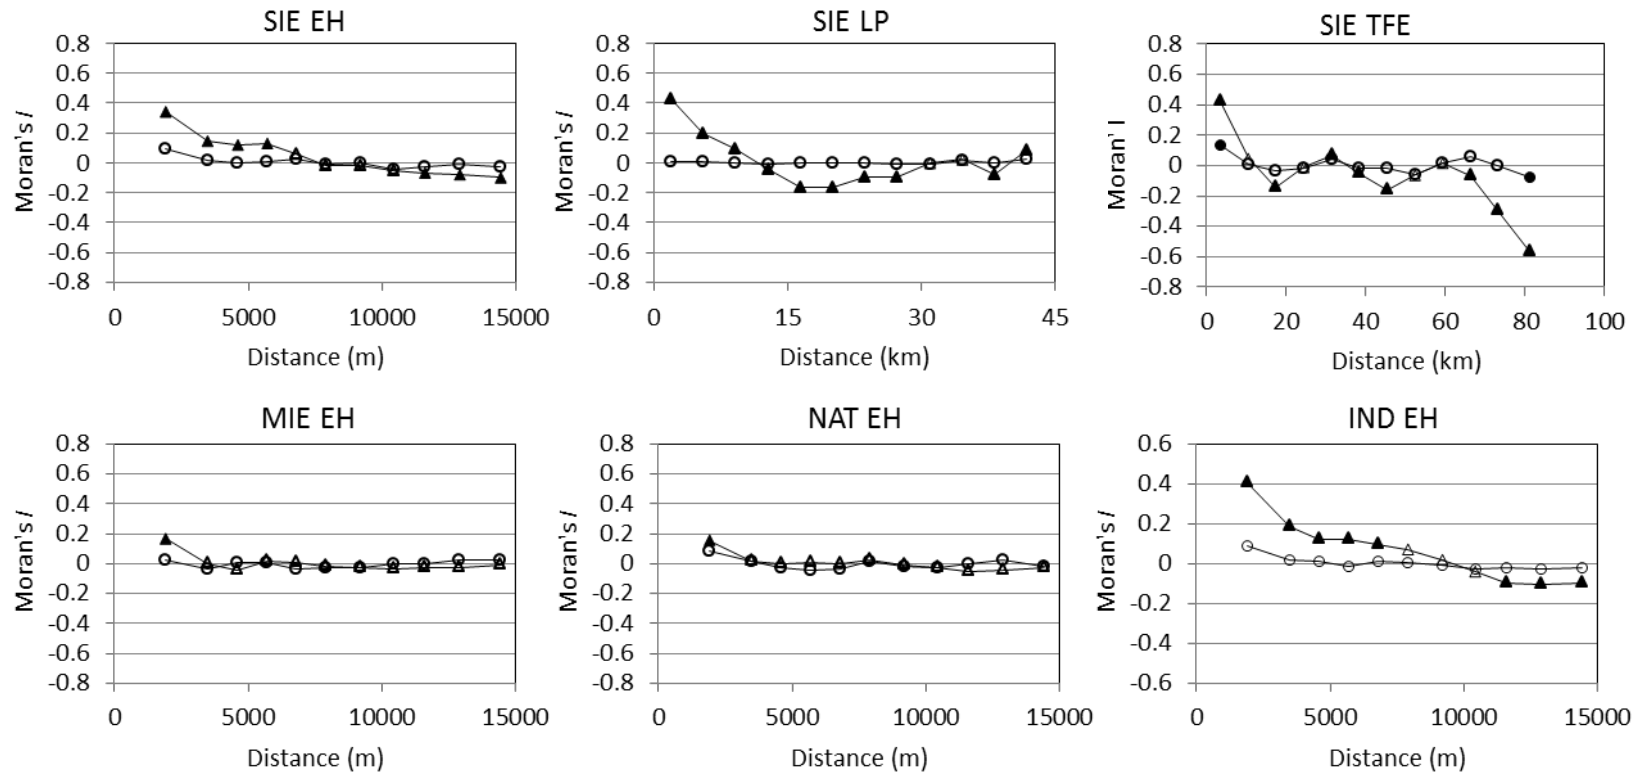 SIE EH
0.8
0.6
0.4
0.2
0
-0.2
-0.4
-0.6
-0.8
Moran's I
0 5000 10000 15000
Distance (m)
SIE LP
0.8
0.6
0.4
0.2
0
-0.2
-0.4
-0.6
-0.8
Moran's I
0 15 30 45
Distance (km)
SIE TFE
0.8
0.6
0.4
0.2
0
-0.2
-0.4
-0.6
-0.8
Moran' I
0 20 40 60 80 100
Distance (km)
MIE EH
0.8
0.6
0.4
0.2
0
-0.2
-0.4
-0.6
-0.8
Moran's I
0 5000 10000 15000
Distance (m)
NAT EH
0.8
0.6
0.4
0.2
0
-0.2
-0.4
-0.6
-0.8
Moran's I
0 5000 10000 15000
Distance (m)
IND EH
0.6
0.4
0.2
0
-0.2
-0.4
-0.6
Moran's I
0 5000 10000 15000
Distance (m)